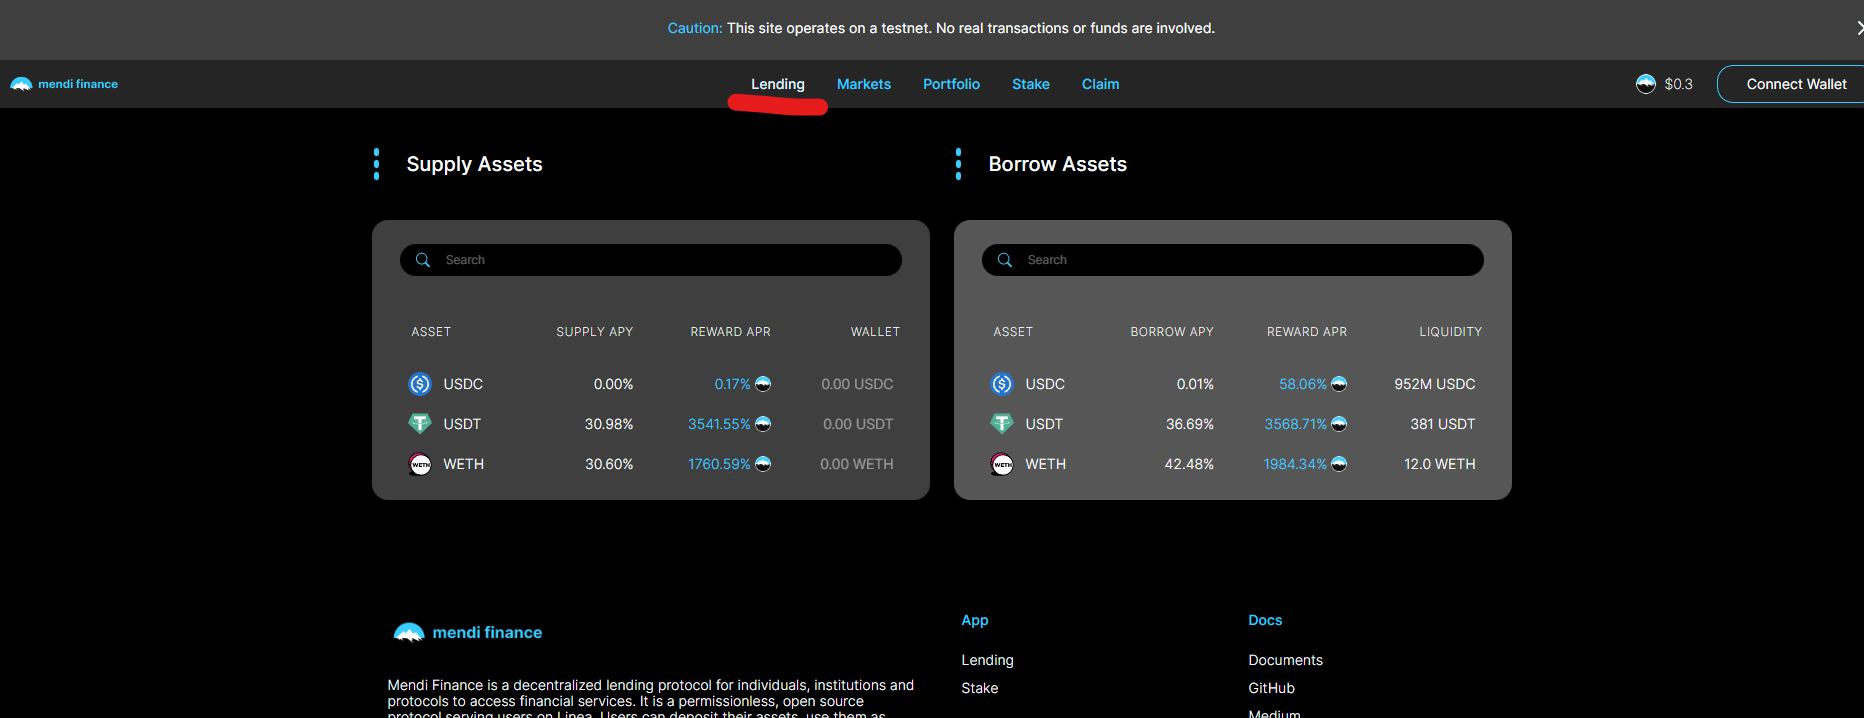 Caution: This site operates on a testnet. No real transactions or funds are involved.
mendi finance
Lending Markets Portfolio Stake Claim
$0.3
Connect Wallet
Supply Assets
Search
ASSET SUPPLY APY REWARD APR WALLET
USDC 0.00% 0.17% 0.00 USDC
USDT 30.98% 3541.55% 0.00 USDT
WETH WETH 30.60% 1760.59% 0.00 WETH
Borrow Assets
Search
ASSET BORROW APY REWARD APR LIQUIDITY
USDC 0.01% 58.06% 952M USDC
USDT 36.69% 3568.71% 381 USDT
WETH WETH 42.48% 1984.34% 12.0 WETH
mendi finance
Mendi Finance is a decentralized lending protocol for individuals, institutions and
protocols to access financial services. It is a permissionless, open source
protocol serving users on Linea. Users can deposit their assets, use them as
App
Lending
Stake
Docs
Documents
GitHub
Medium